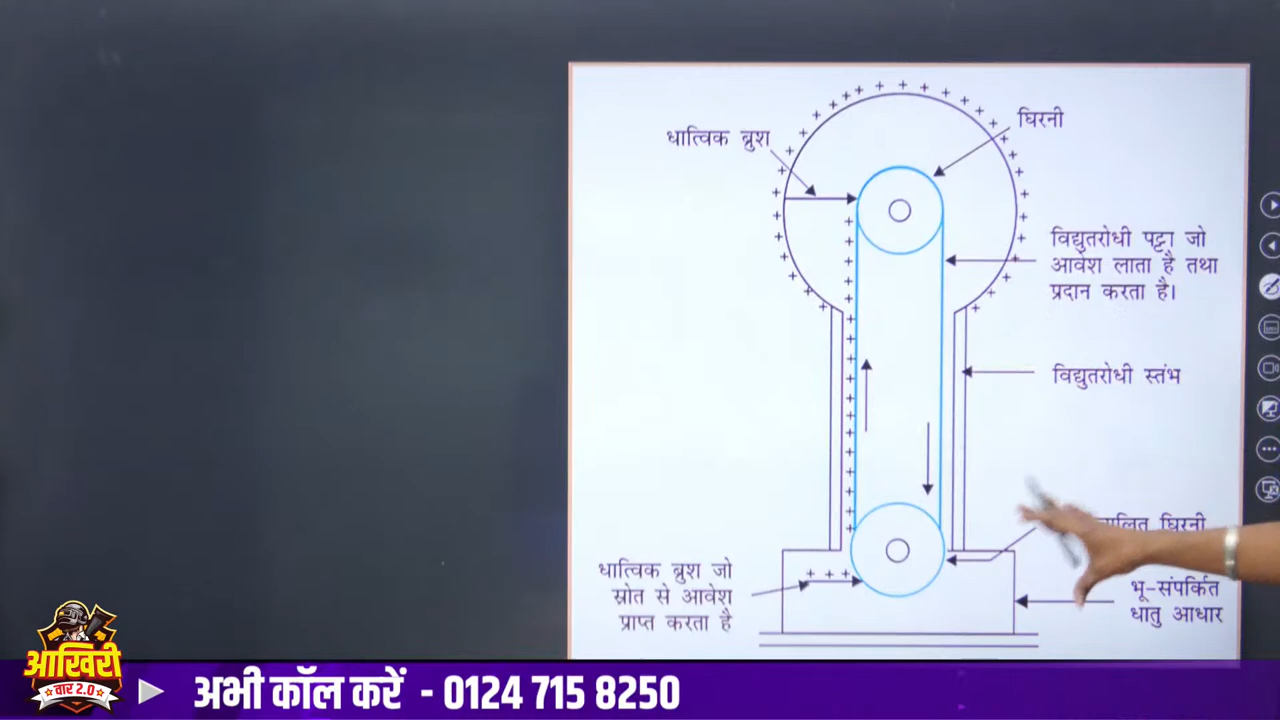 धात्विक ब्रुश
घिरनी
विद्युतरोधी पट्टा जो
आवेश लाता है तथा
प्रदान करता है।
विद्युतरोधी स्तंभ
घिरनी
धात्विक ब्रुश जो
स्रोत से आवेश
प्राप्त करता है
भू-संपर्कित
धातु आधार
आखिरी
वार 2.0
अभी कॉल करें - 0124 715 8250